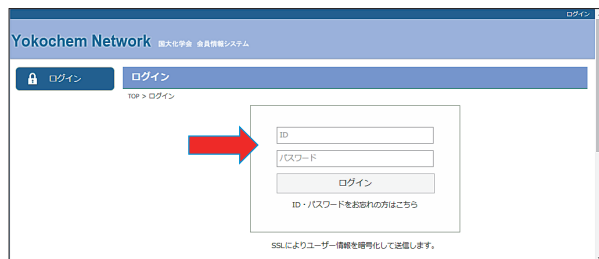 ログイン
Yokochem Network 国大化学会 会員情報システム
ログイン
ログイン
TOP > ログイン
ID
パスワード
ログイン
ID・パスワードをお忘れの方はこちら
SSLによりユーザー情報を暗号化して送信します。